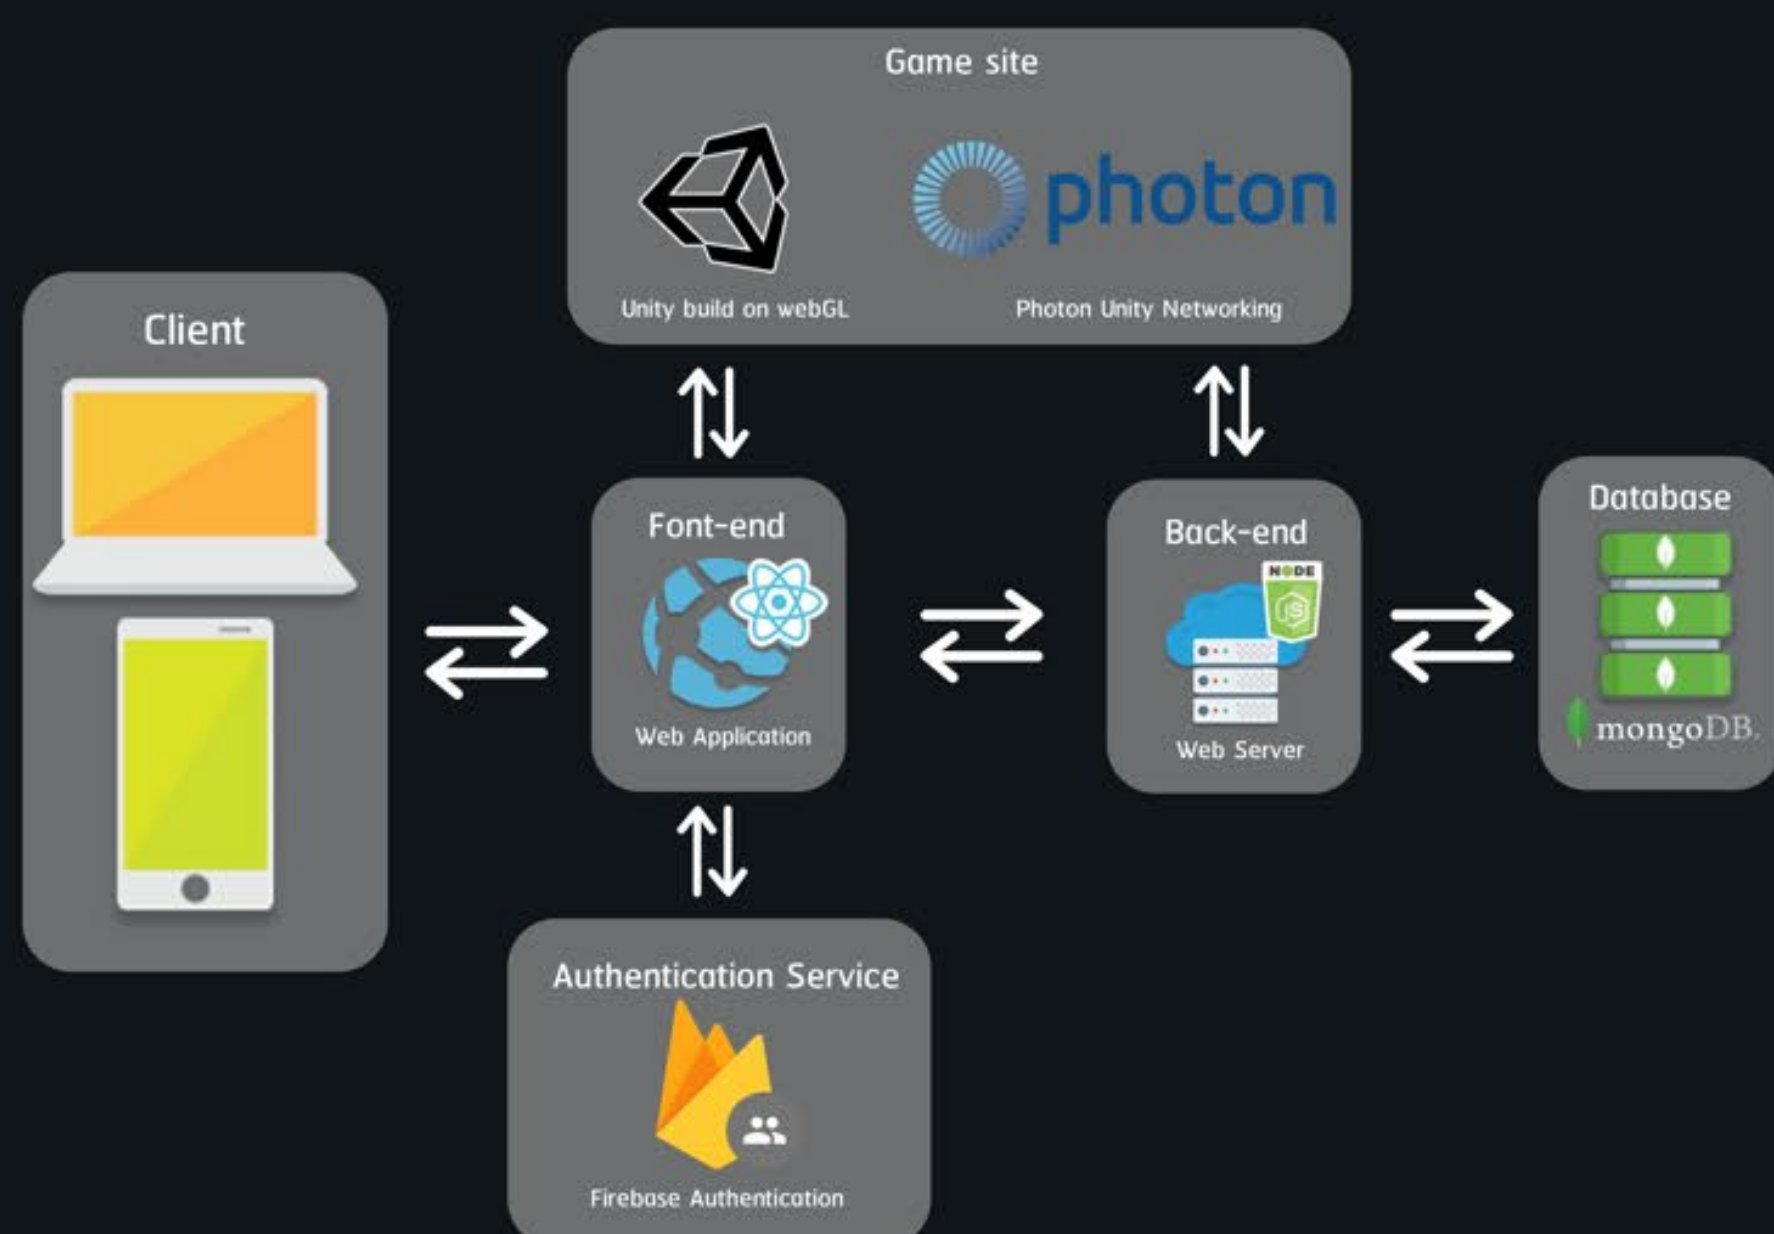 Game site
photon
Unity build on webGL
Photon Unity Networking
Client
Font-end
Web Application
Back-end
NODE
JS
Web Server
Database
mongoDB.
Authentication Service
Firebase Authentication